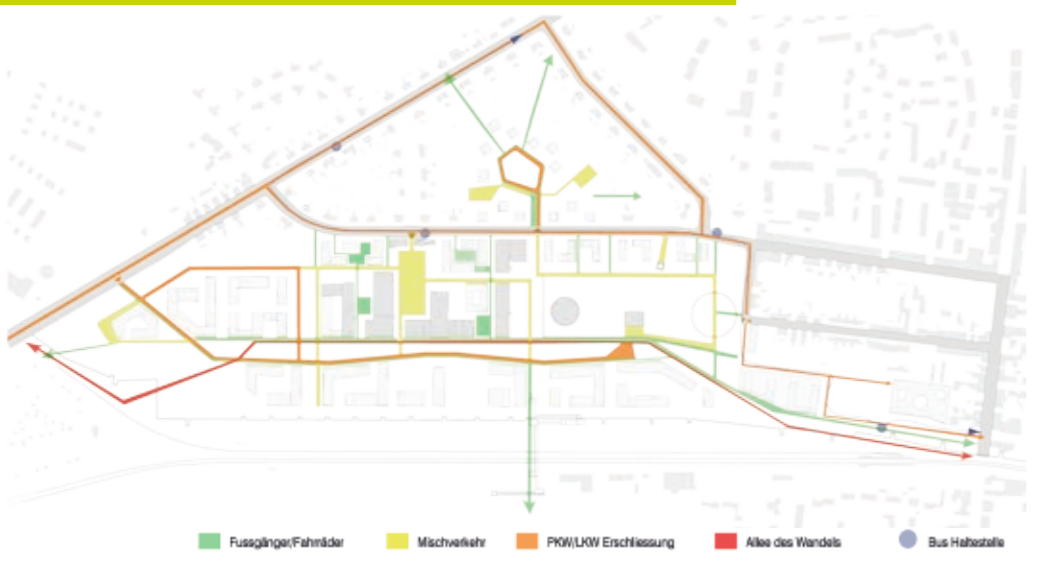 Fussgänger/Fahrräder
Mischverkehr
PKW/LKW Erschliessung
Allee des Wandels
Bus Haltestelle